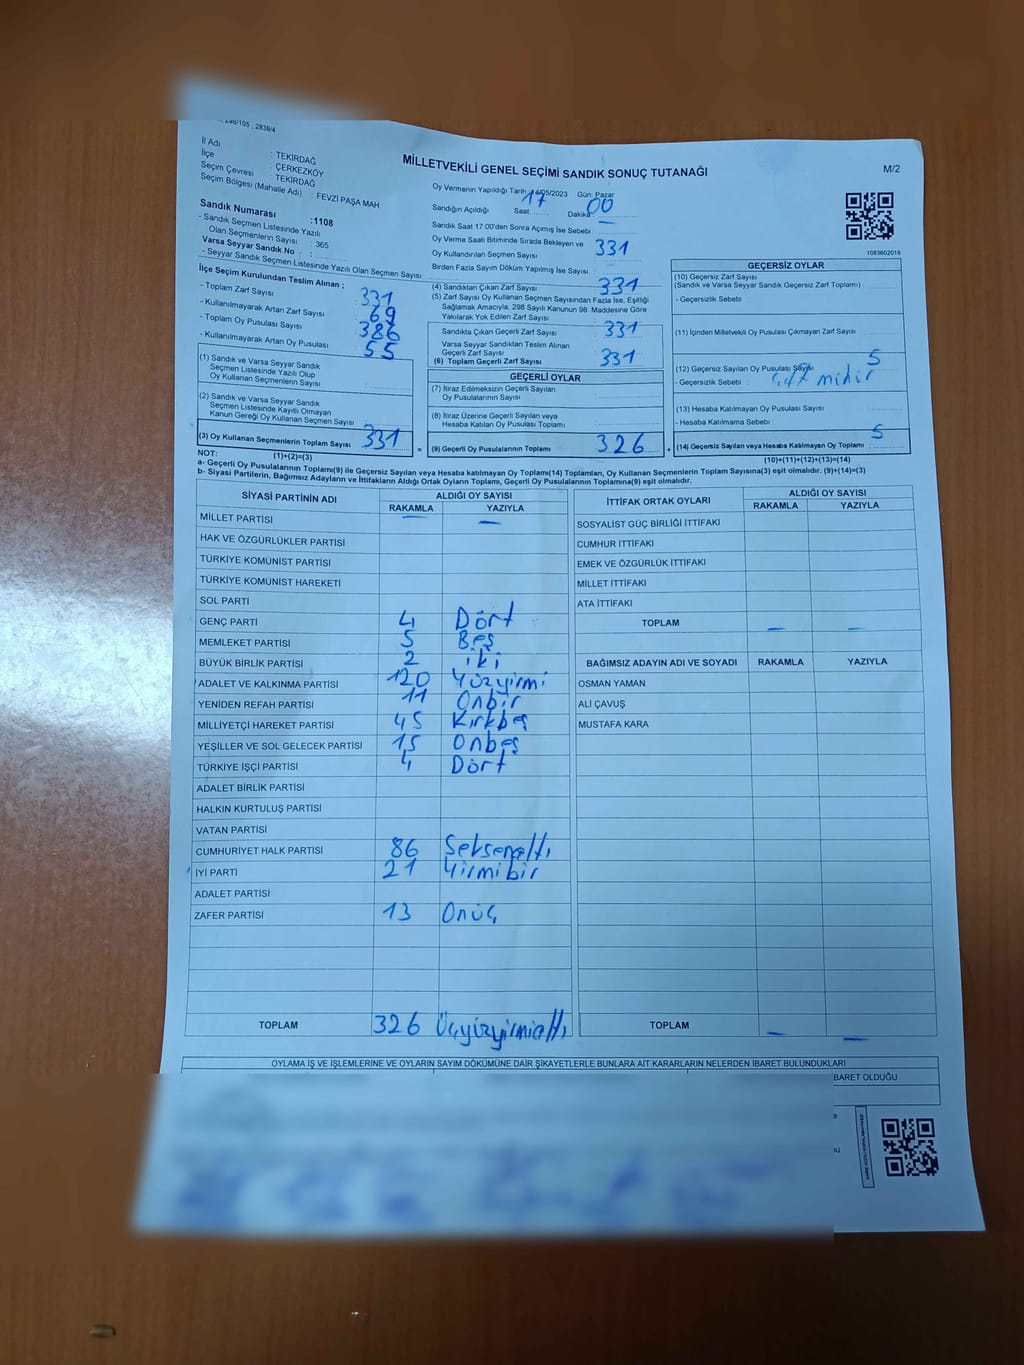 298/105 , 2839/4
İl Adı : TEKİRDAĞ
İlçe : ÇERKEZKÖY
Seçim Çevresi : TEKİRDAĞ
Seçim Bölgesi (Mahalle Adı) : FEVZİ PAŞA MAH
MİLLETVEKİLİ GENEL SEÇİMİ SANDIK SONUÇ TUTANAĞI
M/2
Oy Vermenin Yapıldığı Tarih: 14/05/2023 Gün: Pazar
Sandığın Açıldığı Saat 17 Dakika 00
Sandık Saat 17:00'den Sonra Açımış İse Sebebi :
Oy Verme Saati Bitiminde Sırada Bekleyen ve
Oy Kullandırılan Seçmen Sayısı 331
Birden Fazla Sayım Döküm Yapılmış İse Sayısı
1083602019
Sandık Numarası :1108
- Sandık Seçmen Listesinde Yazılı
Olan Seçmenlerin Sayısı : 365
Varsa Seyyar Sandık No :
- Seyyar Sandık Seçmen Listesinde Yazılı Olan Seçmen Sayısı:
İlçe Seçim Kurulundan Teslim Alınan ;
- Toplam Zarf Sayısı : 331
- Kullanılmayarak Artan Zarf Sayısı : 69
- Toplam Oy Pusulası Sayısı : 386
- Kullanılmayarak Artan Oy Pusulası : 55
(1) Sandık ve Varsa Seyyar Sandık
Seçmen Listesinde Yazılı Olup
Oy Kullanan Seçmenlerin Sayısı
(2) Sandık ve Varsa Seyyar Sandık
Seçmen Listesinde Kayıtlı Olmayan
Kanun Gereği Oy Kullanan Seçmen Sayısı
(3) Oy Kullanan Seçmenlerin Toplam Sayısı 331
(1)+(2)=(3)
(4) Sandıktan Çıkan Zarf Sayısı 331
(5) Zarf Sayısı Oy Kullanan Seçmen Sayısından Fazla İse, Eşitliği
Sağlamak Amacıyla, 298 Sayılı Kanunun 98. Maddesine Göre
Yakılarak Yok Edilen Zarf Sayısı
Sandıkta Çıkan Geçerli Zarf Sayısı 331
Varsa Seyyar Sandıktan Teslim Alınan
Geçerli Zarf Sayısı
(6) Toplam Geçerli Zarf Sayısı 331
GEÇERLİ OYLAR
(7) İtiraz Edilmeksizin Geçerli Sayılan
Oy Pusulalarının Sayısı
(8) İtiraz Üzerine Geçerli Sayılan veya
Hesaba Katılan Oy Pusulaları Toplamı
= (9) Geçerli Oy Pusulalarının Toplamı 326
GEÇERSİZ OYLAR
(10) Geçersiz Zarf Sayısı
(Sandık ve Varsa Seyyar Sandık Geçersiz Zarf Toplamı) :
- Geçersizlik Sebebi :
(11) İçinden Milletvekili Oy Pusulası Çıkmayan Zarf Sayısı :
(12) Geçersiz Sayılan Oy Pusulası Sayısı 5
- Geçersizlik Sebebi :
(13) Hesaba Katılmayan Oy Pusulası Sayısı
- Hesaba Katılmama Sebebi :
+ (14) Geçersiz Sayılan veya Hesaba Katılmayan Oy Toplamı : 5
(10)+(11)+(12)+(13)=(14)
NOT:
a- Geçerli Oy Pusulalarının Toplamı(9) ile Geçersiz Sayılan veya Hesaba katılmayan Oy Toplamı(14) Toplamları, Oy Kullanan Seçmenlerin Toplam Sayısına(3) eşit olmalıdır. (9)+(14)=(3)
b- Siyasi Partilerin, Bağımsız Adayların ve İttifakların Aldığı Ortak Oyların Toplamı, Geçerli Oy Pusulalarının Toplamına(9) eşit olmalıdır.
SİYASİ PARTİNİN ADI ALDIĞI OY SAYISI
RAKAMLA YAZIYLA
MİLLET PARTİSİ — —
HAK VE ÖZGÜRLÜKLER PARTİSİ
TÜRKİYE KOMÜNİST PARTİSİ
TÜRKİYE KOMÜNİST HAREKETİ
SOL PARTİ
GENÇ PARTİ 4 Dört
MEMLEKET PARTİSİ 5 Beş
BÜYÜK BİRLİK PARTİSİ 2 iki
ADALET VE KALKINMA PARTİSİ 120 Yüzyirmi
YENİDEN REFAH PARTİSİ 11 Onbir
MİLLİYETÇİ HAREKET PARTİSİ 45 Kırkbeş
YEŞİLLER VE SOL GELECEK PARTİSİ 15 Onbeş
TÜRKİYE İŞÇİ PARTİSİ 4 Dört
ADALET BİRLİK PARTİSİ
HALKIN KURTULUŞ PARTİSİ
VATAN PARTİSİ
CUMHURİYET HALK PARTİSİ 86 Seksenaltı
İYİ PARTİ 21 Yirmibir
ADALET PARTİSİ
ZAFER PARTİSİ 13 Onüç
TOPLAM 326 Üçyüzyirmialtı
İTTİFAK ORTAK OYLARI ALDIĞI OY SAYISI
RAKAMLA YAZIYLA
SOSYALİST GÜÇ BİRLİĞİ İTTİFAKI
CUMHUR İTTİFAKI
EMEK VE ÖZGÜRLÜK İTTİFAKI
MİLLET İTTİFAKI
ATA İTTİFAKI
TOPLAM — —
BAĞIMSIZ ADAYIN ADI VE SOYADI RAKAMLA YAZIYLA
OSMAN YAMAN
ALİ ÇAVUŞ
MUSTAFA KARA
TOPLAM — —
OYLAMA İŞ VE İŞLEMLERİNE VE OYLARIN SAYIM DÖKÜMÜNE DAİR ŞİKAYETLERLE BUNLARA AİT KARARLARIN NELERDEN İBARET BULUNDUKLARI
BARET OLDUĞU